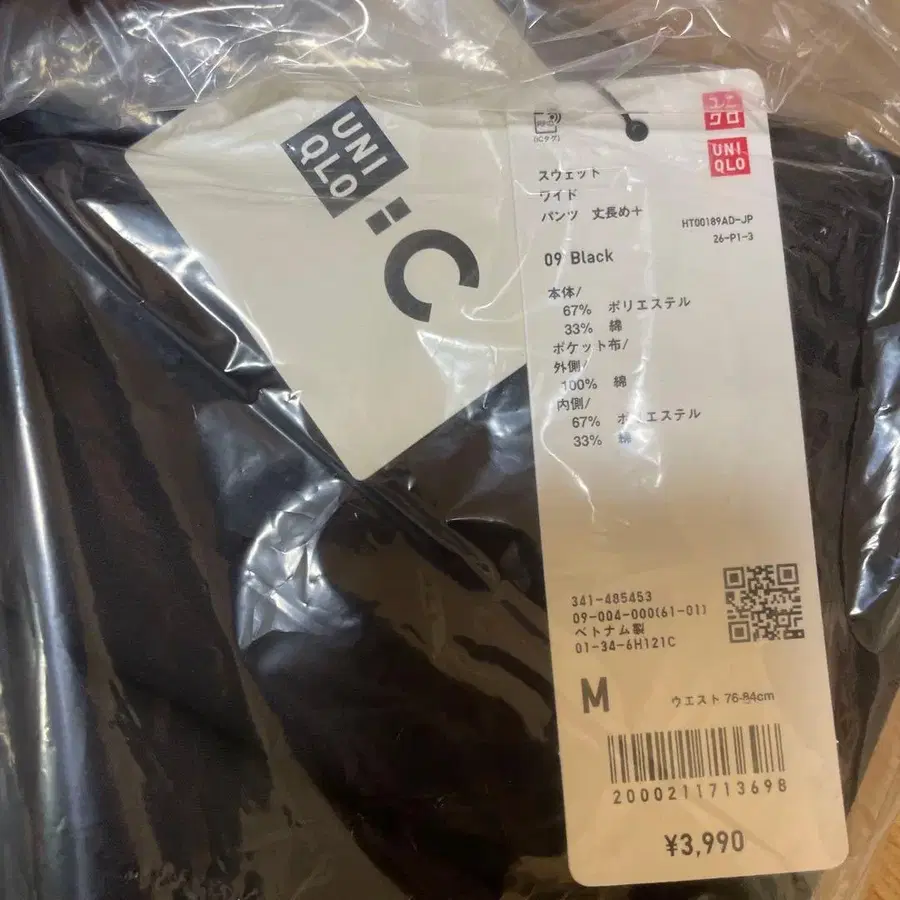 UNI
QLO
:C
(ICタグ)
ユニ
クロ
UNI
QLO
スウェット
ワイド
パンツ 丈長め+
HT00189AD-JP
26-P1-3
09 Black
本体/
67% ポリエステル
33% 綿
ポケット布/
外側/
100% 綿
内側/
67% ポリエステル
33% 綿
341-485453
09-004-000(61-01)
ベトナム製
01-34-6H121C
M ウエスト 76-84cm
2000211713698
¥3,990